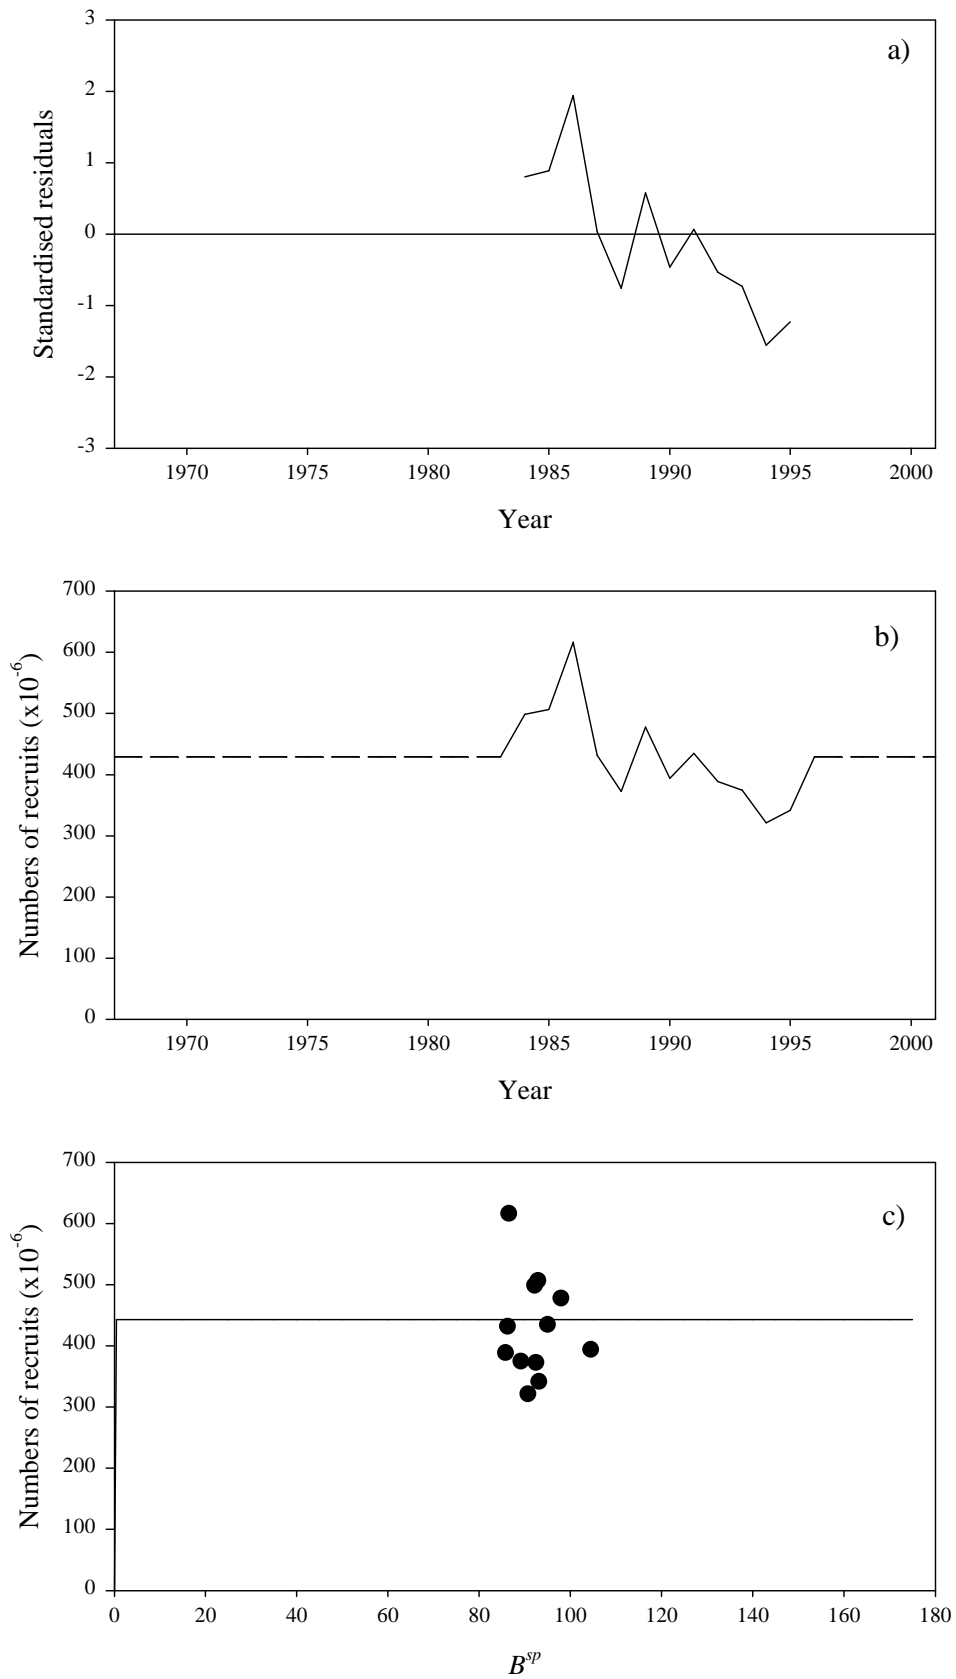 3
a)
2
1
0
-1
-2
-3
Standardised residuals
1970 1975 1980 1985 1990 1995 2000
Year
700
b)
600
500
400
300
200
100
0
Numbers of recruits (x10⁻⁶)
1970 1975 1980 1985 1990 1995 2000
Year
700
c)
600
500
400
300
200
100
0
Numbers of recruits (x10⁻⁶)
0 20 40 60 80 100 120 140 160 180
Bˢᵖ